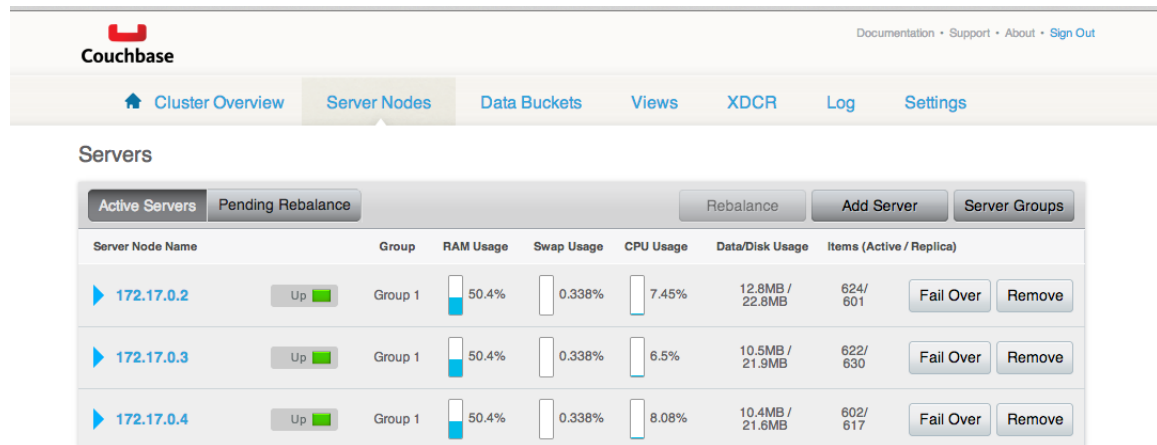 Documentation • Support • About • Sign Out
Couchbase
Cluster Overview Server Nodes Data Buckets Views XDCR Log Settings
Servers
Active Servers Pending Rebalance Rebalance Add Server Server Groups
Server Node Name Group RAM Usage Swap Usage CPU Usage Data/Disk Usage Items (Active / Replica)
172.17.0.2 Up Group 1 50.4% 0.338% 7.45% 12.8MB / 22.8MB 624/ 601 Fail Over Remove
172.17.0.3 Up Group 1 50.4% 0.338% 6.5% 10.5MB / 21.9MB 622/ 630 Fail Over Remove
172.17.0.4 Up Group 1 50.4% 0.338% 8.08% 10.4MB / 21.6MB 602/ 617 Fail Over Remove